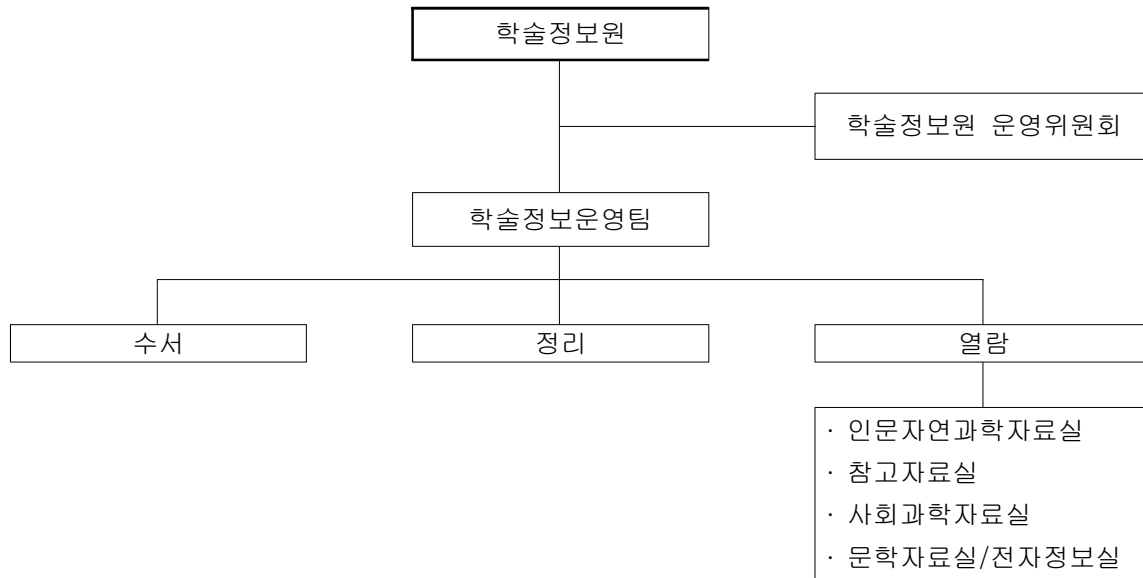 학술정보원
학술정보원 운영위원회
학술정보운영팀
수서
정리
열람
· 인문자연과학자료실
· 참고자료실
· 사회과학자료실
· 문학자료실/전자정보실